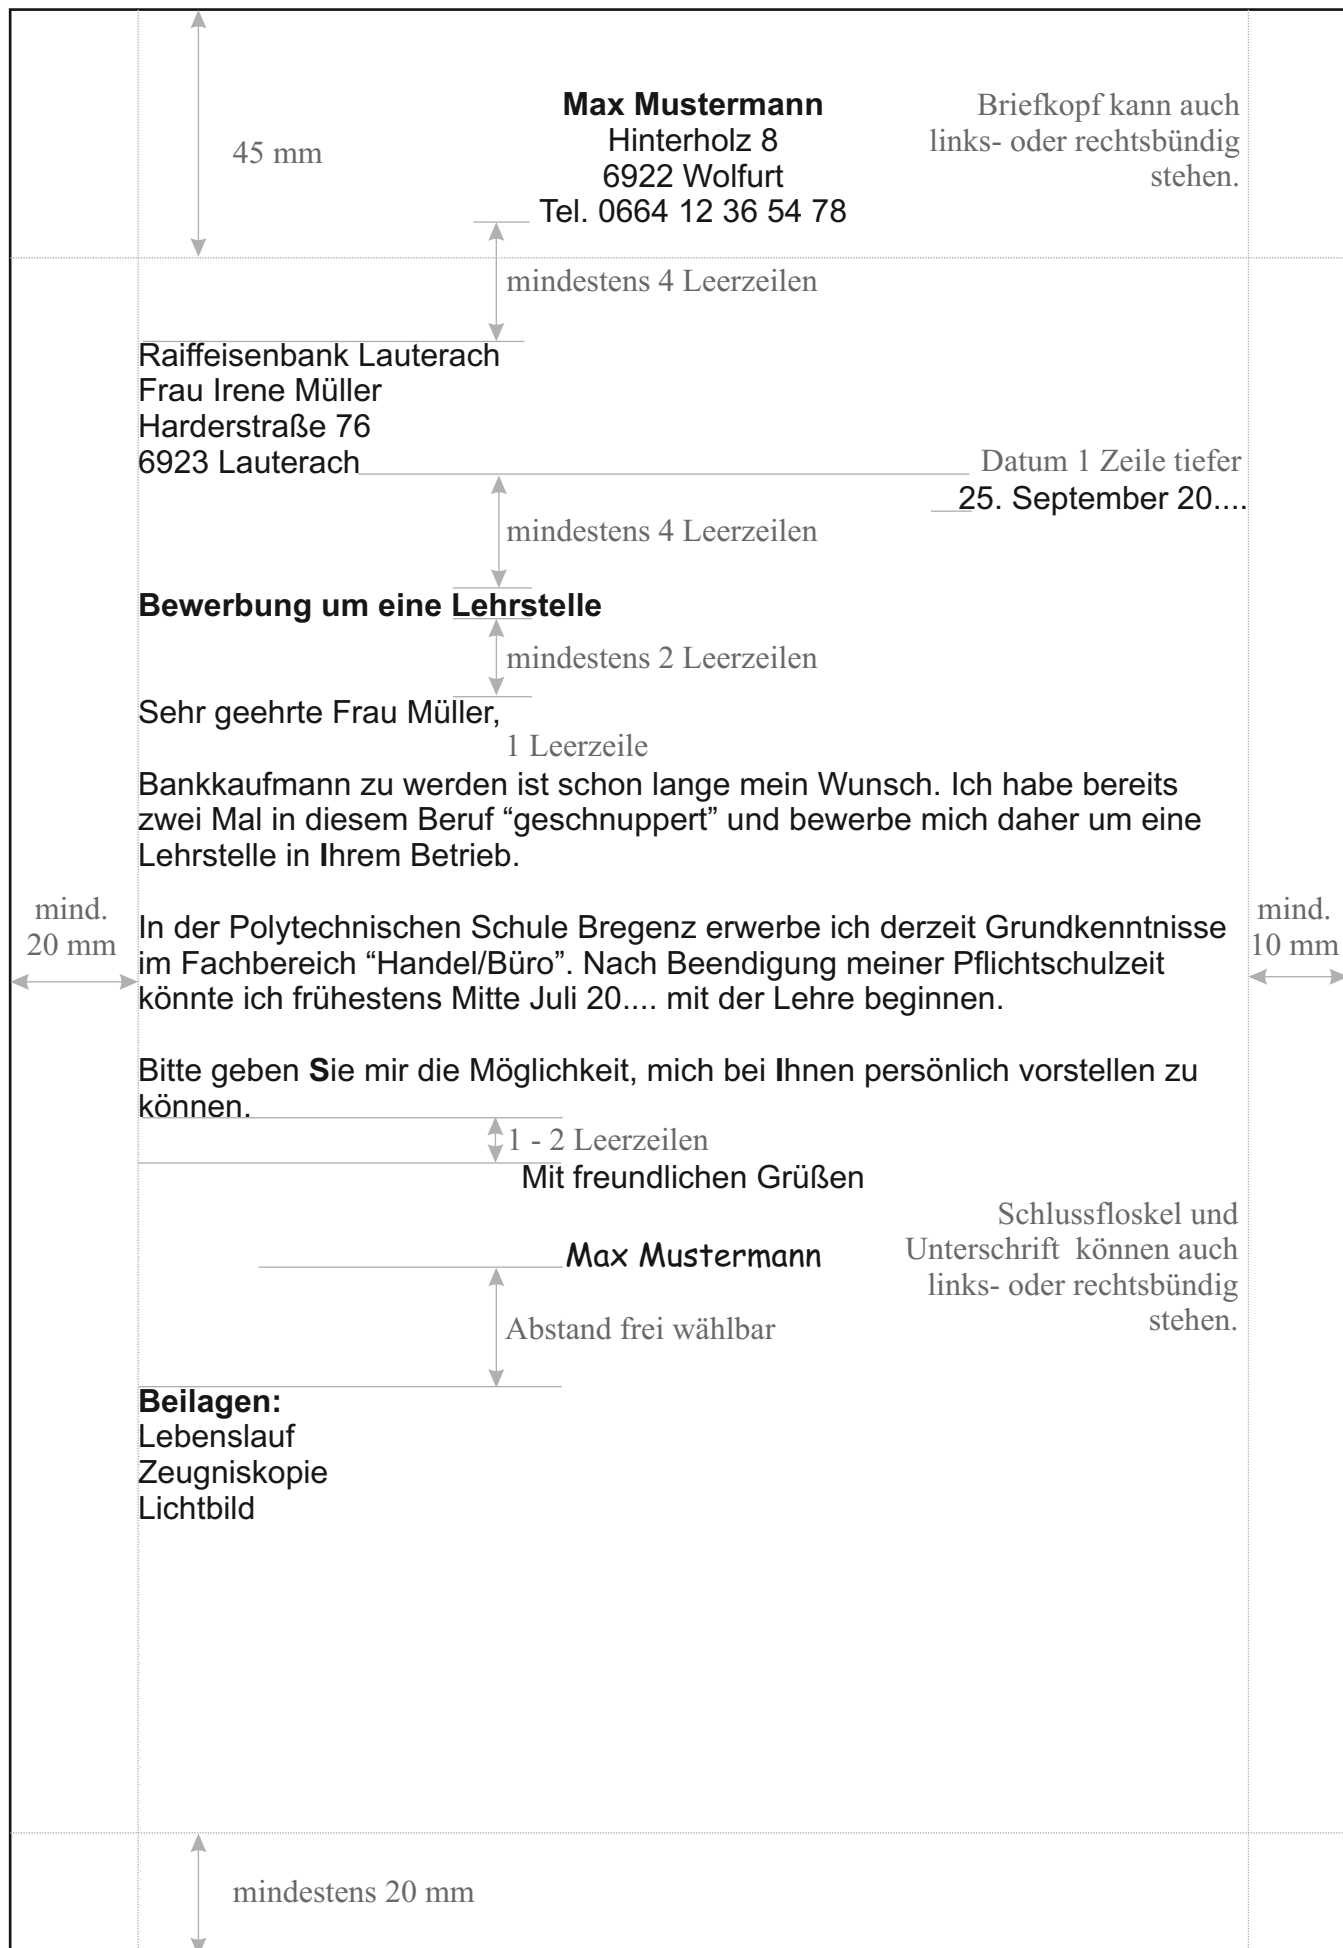 Max Mustermann
Hinterholz 8
6922 Wolfurt
Tel. 0664 12 36 54 78
Briefkopf kann auch
links- oder rechtsbündig
stehen.
45 mm
mindestens 4 Leerzeilen
Raiffeisenbank Lauterach
Frau Irene Müller
Harderstraße 76
6923 Lauterach
Datum 1 Zeile tiefer
25. September 20....
mindestens 4 Leerzeilen
Bewerbung um eine Lehrstelle
mindestens 2 Leerzeilen
Sehr geehrte Frau Müller,
1 Leerzeile
Bankkaufmann zu werden ist schon lange mein Wunsch. Ich habe bereits
zwei Mal in diesem Beruf “geschnuppert” und bewerbe mich daher um eine
Lehrstelle in Ihrem Betrieb.
mind.
20 mm
In der Polytechnischen Schule Bregenz erwerbe ich derzeit Grundkenntnisse
im Fachbereich “Handel/Büro”. Nach Beendigung meiner Pflichtschulzeit
könnte ich frühestens Mitte Juli 20.... mit der Lehre beginnen.
mind.
10 mm
Bitte geben Sie mir die Möglichkeit, mich bei Ihnen persönlich vorstellen zu
können.
1 - 2 Leerzeilen
Mit freundlichen Grüßen
Max Mustermann
Schlussfloskel und
Unterschrift können auch
links- oder rechtsbündig
stehen.
Abstand frei wählbar
Beilagen:
Lebenslauf
Zeugniskopie
Lichtbild
mindestens 20 mm